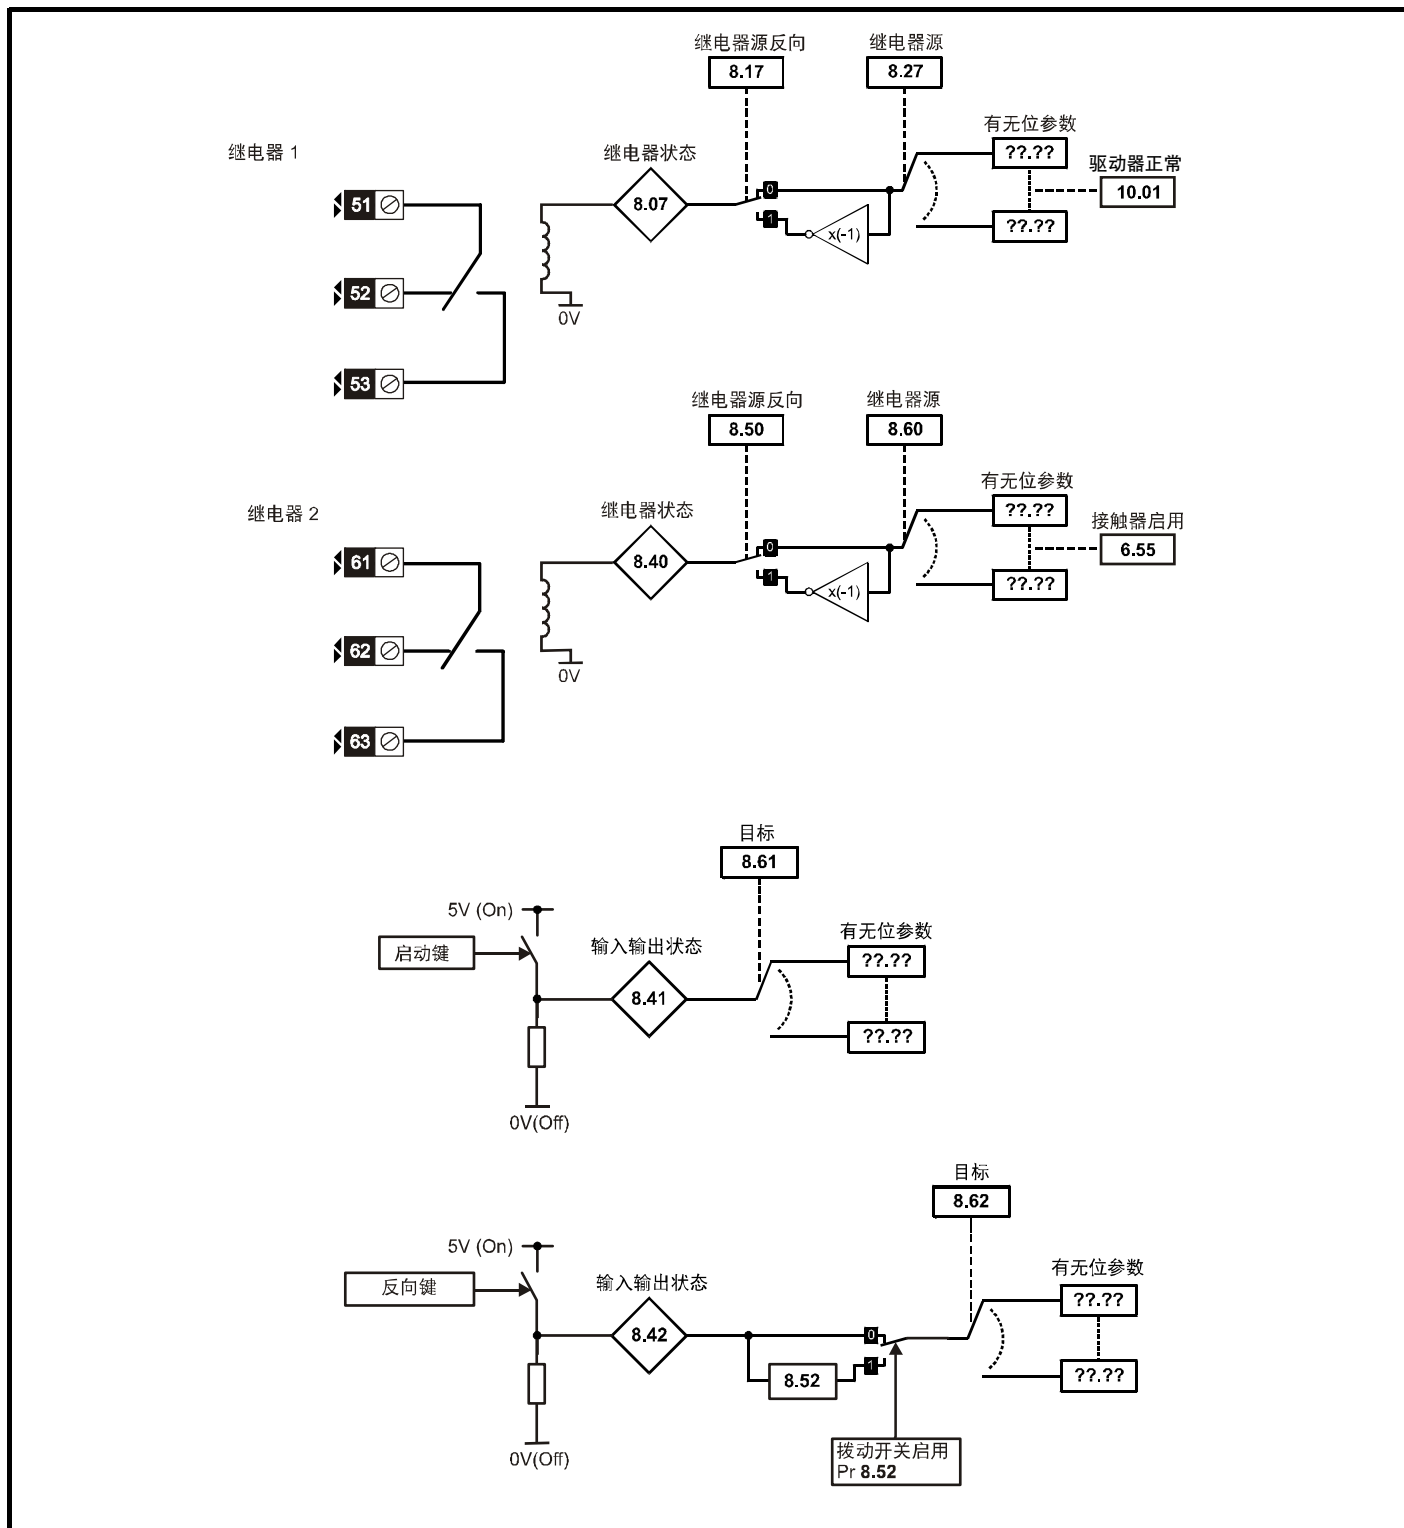 继电器源反向
8.17
继电器源
8.27
有无位参数
??.??
驱动器正常
10.01
??.??
继电器 1
继电器状态
8.07
51
52
53
0
1
x(-1)
0V
继电器源反向
8.50
继电器源
8.60
有无位参数
??.??
接触器启用
6.55
??.??
继电器 2
继电器状态
8.40
61
62
63
0
1
x(-1)
0V
目标
8.61
5V (On)
启动键
输入输出状态
8.41
有无位参数
??.??
??.??
0V(Off)
目标
8.62
5V (On)
反向键
输入输出状态
8.42
0
1
8.52
有无位参数
??.??
??.??
0V(Off)
拨动开关启用
Pr 8.52